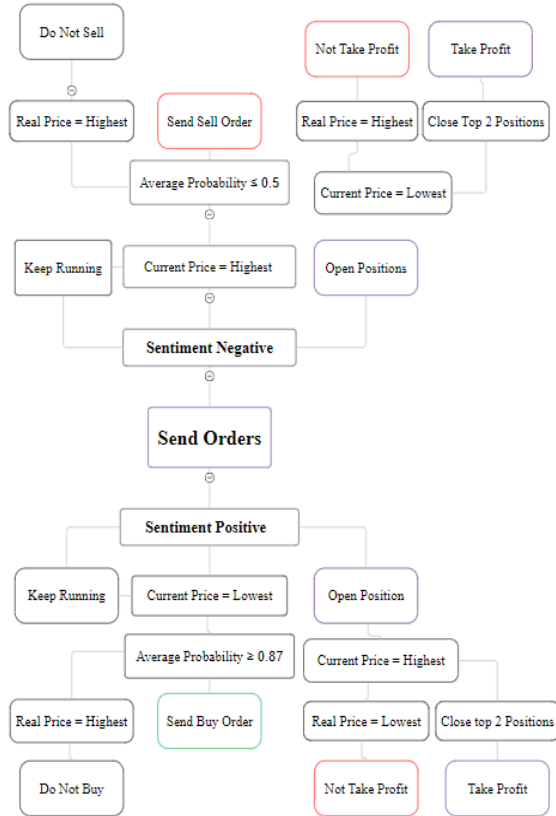 Do Not Sell
Not Take Profit
Take Profit
Real Price = Highest
Send Sell Order
Real Price = Highest
Close Top 2 Positions
Average Probability ≤ 0.5
Current Price = Lowest
Keep Running
Current Price = Highest
Open Positions
Sentiment Negative
Send Orders
Sentiment Positive
Keep Running
Current Price = Lowest
Open Position
Average Probability ≥ 0.87
Current Price = Highest
Real Price = Highest
Send Buy Order
Real Price = Lowest
Close top 2 Positions
Do Not Buy
Not Take Profit
Take Profit